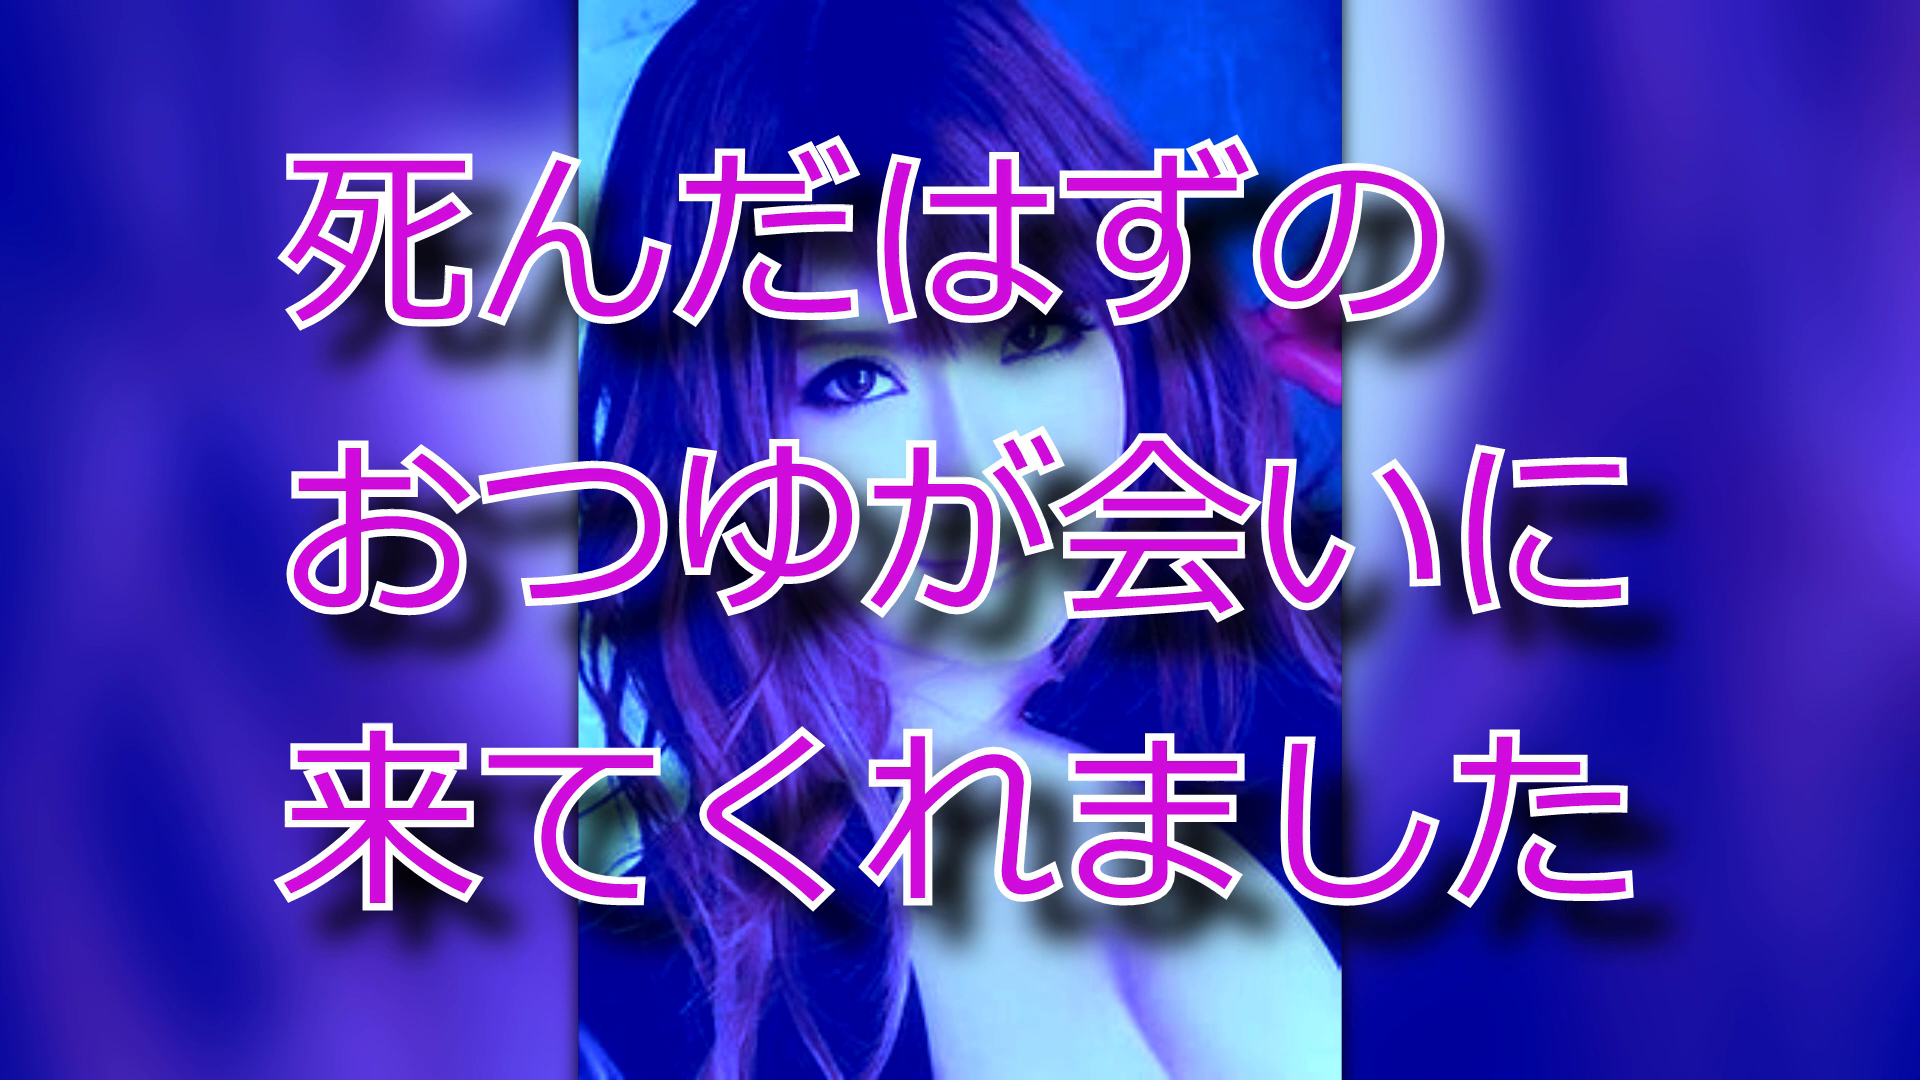 死んだはずの
おつゆが会いに
来てくれました